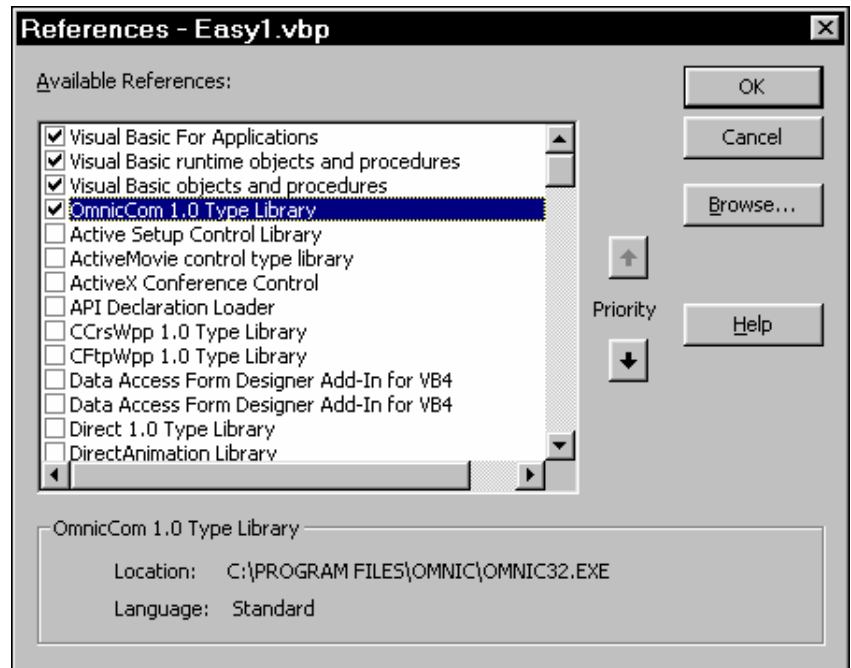 References - Easy1.vbp
Available References:
OK
Cancel
Browse...
Help
Visual Basic For Applications
Visual Basic runtime objects and procedures
Visual Basic objects and procedures
OmnicCom 1.0 Type Library
Active Setup Control Library
ActiveMovie control type library
ActiveX Conference Control
API Declaration Loader
CCrsWpp 1.0 Type Library
CFtpWpp 1.0 Type Library
Data Access Form Designer Add-In for VB4
Data Access Form Designer Add-In for VB4
Direct 1.0 Type Library
DirectAnimation Library
Priority
OmnicCom 1.0 Type Library
Location: C:\PROGRAM FILES\OMNIC\OMNIC32.EXE
Language: Standard